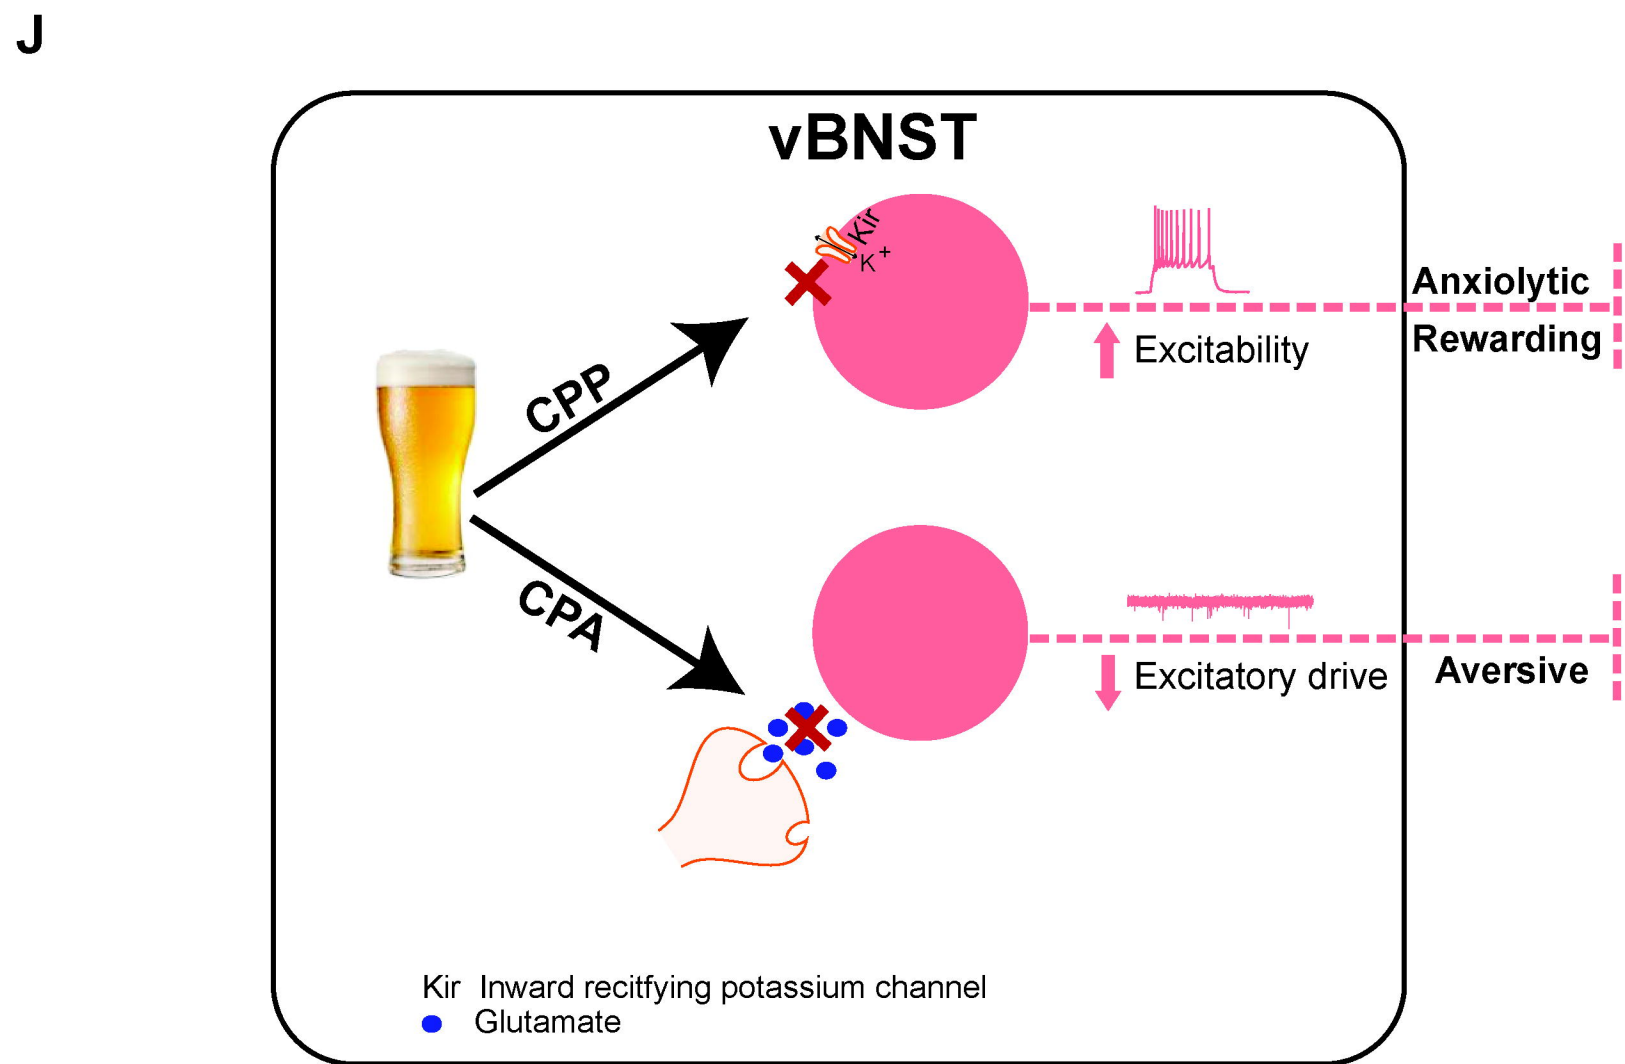 J
vBNST
Kir
K+
CPP
Excitability
Anxiolytic
Rewarding
CPA
Excitatory drive
Aversive
Kir Inward recitfying potassium channel
Glutamate